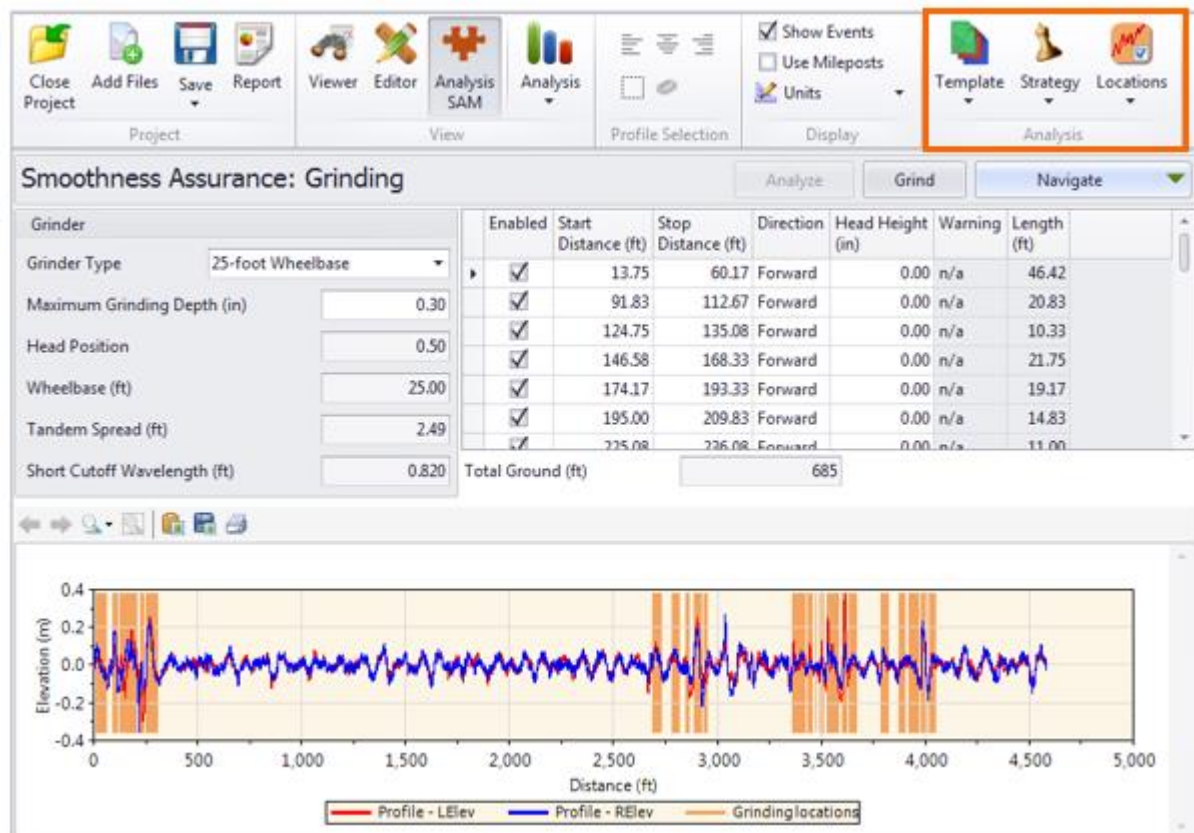 Close Project
Add Files
Save
Report
Project
Viewer
Editor
Analysis SAM
Analysis
View
Profile Selection
Show Events
Use Mileposts
Units
Display
Template
Strategy
Locations
Analysis
Smoothness Assurance: Grinding
Analyze
Grind
Navigate
Grinder
Grinder Type 25-foot Wheelbase
Maximum Grinding Depth (in) 0.30
Head Position 0.50
Wheelbase (ft) 25.00
Tandem Spread (ft) 2.49
Short Cutoff Wavelength (ft) 0.820
Enabled Start Distance (ft) Stop Distance (ft) Direction Head Height (in) Warning Length (ft)
13.75 60.17 Forward 0.00 n/a 46.42
91.83 112.67 Forward 0.00 n/a 20.83
124.75 135.08 Forward 0.00 n/a 10.33
146.58 168.33 Forward 0.00 n/a 21.75
174.17 193.33 Forward 0.00 n/a 19.17
195.00 209.83 Forward 0.00 n/a 14.83
225.08 236.08 Forward 0.00 n/a 11.00
Total Ground (ft) 685
Elevation (m)
0.4
0.2
0.0
-0.2
-0.4
0 500 1,000 1,500 2,000 2,500 3,000 3,500 4,000 4,500 5,000
Distance (ft)
Profile - LElev Profile - RElev Grinding locations